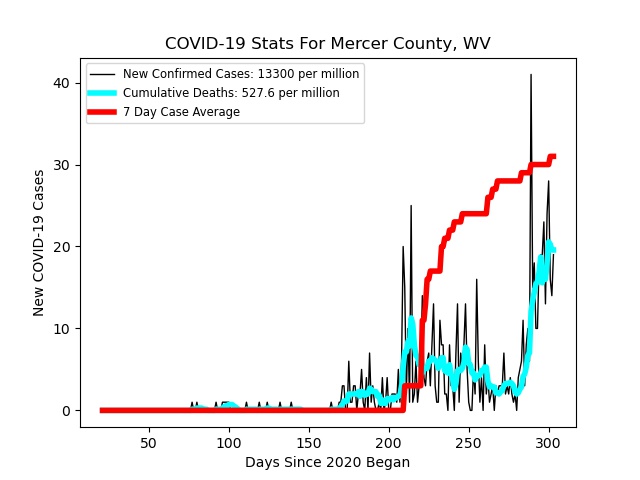 COVID-19 Stats For Mercer County, WV
New Confirmed Cases: 13300 per million
Cumulative Deaths: 527.6 per million
7 Day Case Average
40
30
20
10
0
New COVID-19 Cases
50 100 150 200 250 300
Days Since 2020 Began